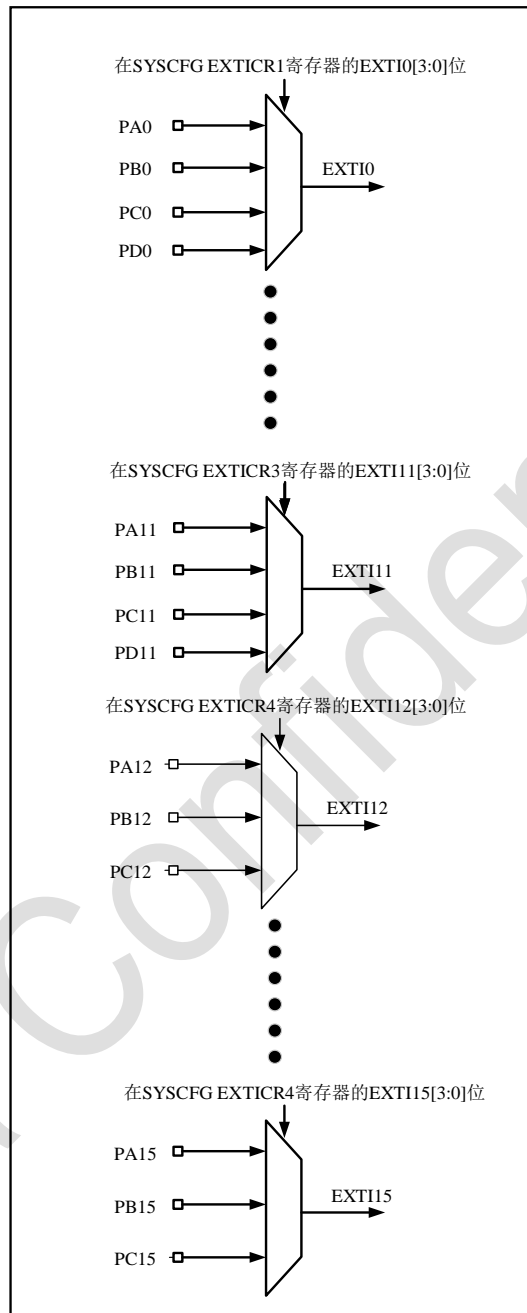 在SYSCFG EXTICR1寄存器的EXTI0[3:0]位
PA0
PB0
EXTI0
PC0
PD0
在SYSCFG EXTICR3寄存器的EXTI11[3:0]位
PA11
PB11
EXTI11
PC11
PD11
在SYSCFG EXTICR4寄存器的EXTI12[3:0]位
PA12
EXTI12
PB12
PC12
在SYSCFG EXTICR4寄存器的EXTI15[3:0]位
PA15
EXTI15
PB15
PC15